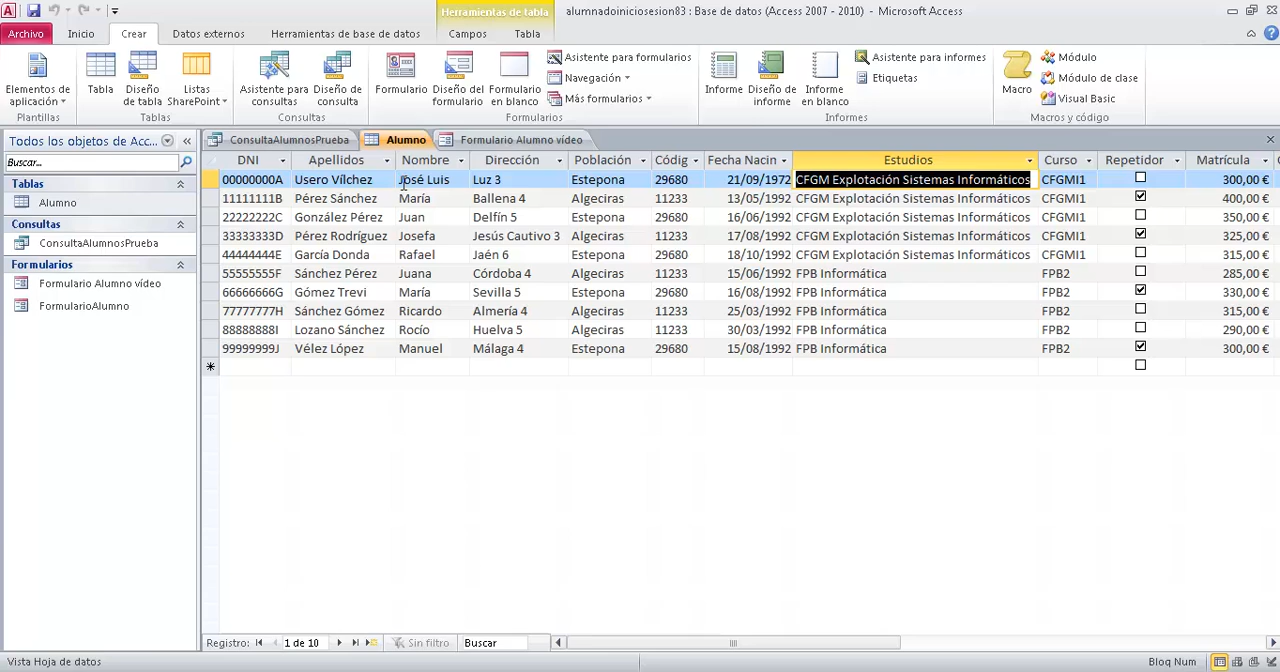 Herramientas de tabla
alumnadoiniciosesion83 : Base de datos (Access 2007 - 2010) - Microsoft Access
Archivo Inicio Crear Datos externos Herramientas de base de datos Campos Tabla
Elementos de aplicación
Tabla
Diseño de tabla
Listas SharePoint
Asistente para consultas
Diseño de consulta
Formulario
Diseño del formulario
Formulario en blanco
Asistente para formularios
Navegación
Más formularios
Informe
Diseño de informe
Informe en blanco
Asistente para informes
Etiquetas
Macro
Módulo
Módulo de clase
Visual Basic
Plantillas Tablas Consultas Formularios Informes Macros y código
Todos los objetos de Acc...
Buscar...
Tablas
Alumno
Consultas
ConsultaAlumnosPrueba
Formularios
Formulario Alumno vídeo
FormularioAlumno
ConsultaAlumnosPrueba Alumno Formulario Alumno vídeo
DNI Apellidos Nombre Dirección Población Códig Fecha Nacin Estudios Curso Repetidor Matrícula
00000000A Usero Vílchez José Luis Luz 3 Estepona 29680 21/09/1972 CFGM Explotación Sistemas Informáticos CFGMI1 300,00 €
11111111B Pérez Sánchez María Ballena 4 Algeciras 11233 13/05/1992 CFGM Explotación Sistemas Informáticos CFGMI1 400,00 €
22222222C González Pérez Juan Delfín 5 Estepona 29680 16/06/1992 CFGM Explotación Sistemas Informáticos CFGMI1 350,00 €
33333333D Pérez Rodríguez Josefa Jesús Cautivo 3 Algeciras 11233 17/08/1992 CFGM Explotación Sistemas Informáticos CFGMI1 325,00 €
44444444E García Donda Rafael Jaén 6 Estepona 29680 18/10/1992 CFGM Explotación Sistemas Informáticos CFGMI1 315,00 €
55555555F Sánchez Pérez Juana Córdoba 4 Algeciras 11233 15/06/1992 FPB Informática FPB2 285,00 €
66666666G Gómez Trevi María Sevilla 5 Estepona 29680 16/08/1992 FPB Informática FPB2 330,00 €
77777777H Sánchez Gómez Ricardo Almería 4 Algeciras 11233 25/03/1992 FPB Informática FPB2 315,00 €
88888888I Lozano Sánchez Rocío Huelva 5 Algeciras 11233 30/03/1992 FPB Informática FPB2 290,00 €
99999999J Vélez López Manuel Málaga 4 Estepona 29680 15/08/1992 FPB Informática FPB2 300,00 €
Registro: 1 de 10 Sin filtro Buscar
Vista Hoja de datos
Bloq Num